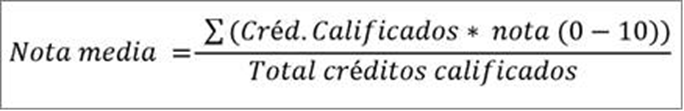 Nota media = ∑(Créd. Calificados * nota (0 − 10))
Total créditos calificados